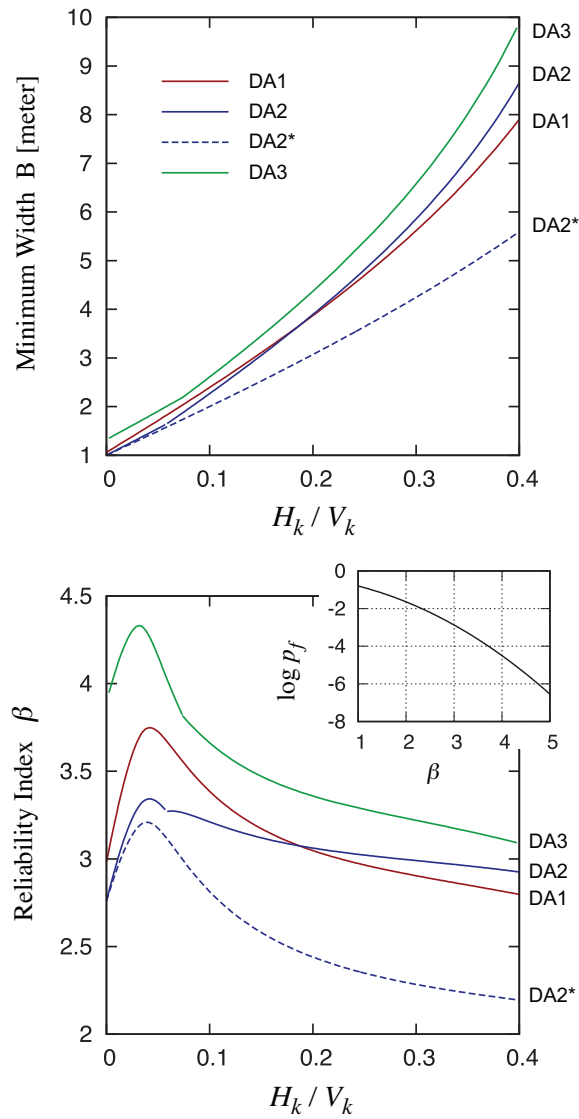 10
9
8
7
6
5
4
3
2
1
Minimum Width B [meter]
DA1
DA2
DA2*
DA3
DA3
DA2
DA1
DA2*
0 0.1 0.2 0.3 0.4
H_k / V_k
4.5
4
3.5
3
2.5
2
Reliability Index β
0
-2
-4
-6
-8
log p_f
1 2 3 4 5
β
DA3
DA2
DA1
DA2*
0 0.1 0.2 0.3 0.4
H_k / V_k